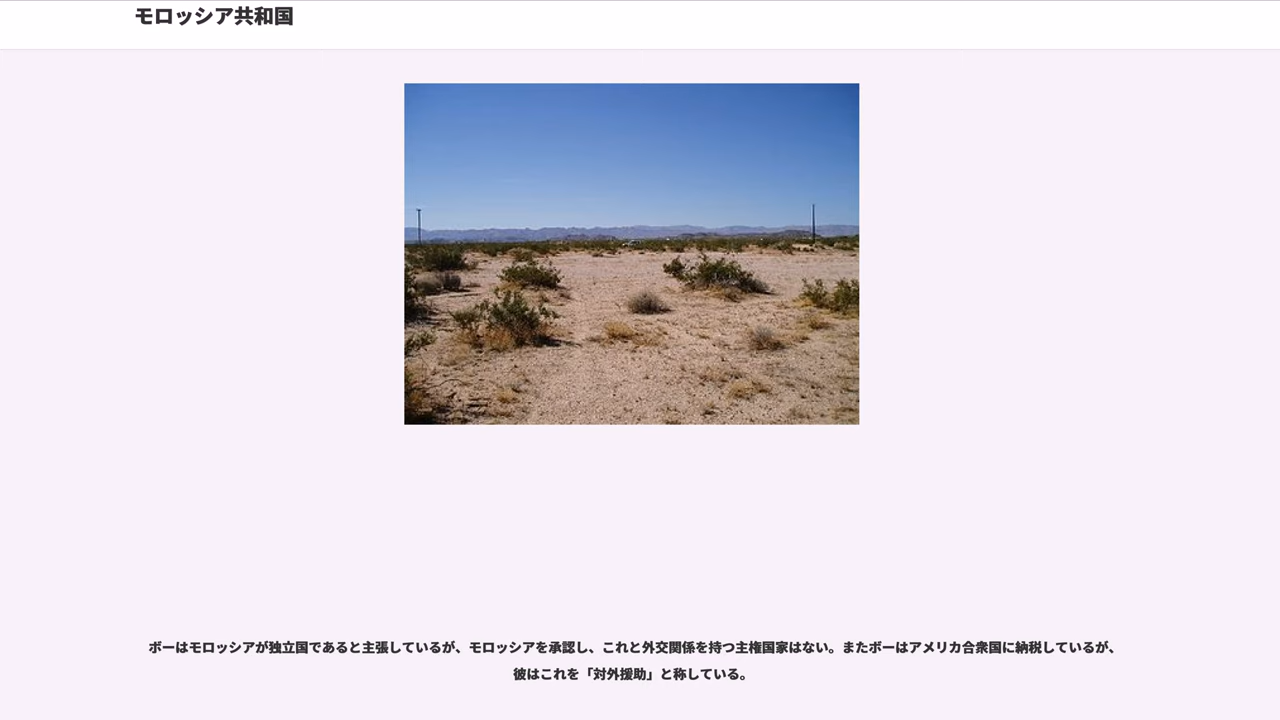 モロッシア共和国
ボーはモロッシアが独立国であると主張しているが、モロッシアを承認し、これと外交関係を持つ主権国家はない。またボーはアメリカ合衆国に納税しているが、
彼はこれを「対外援助」と称している。